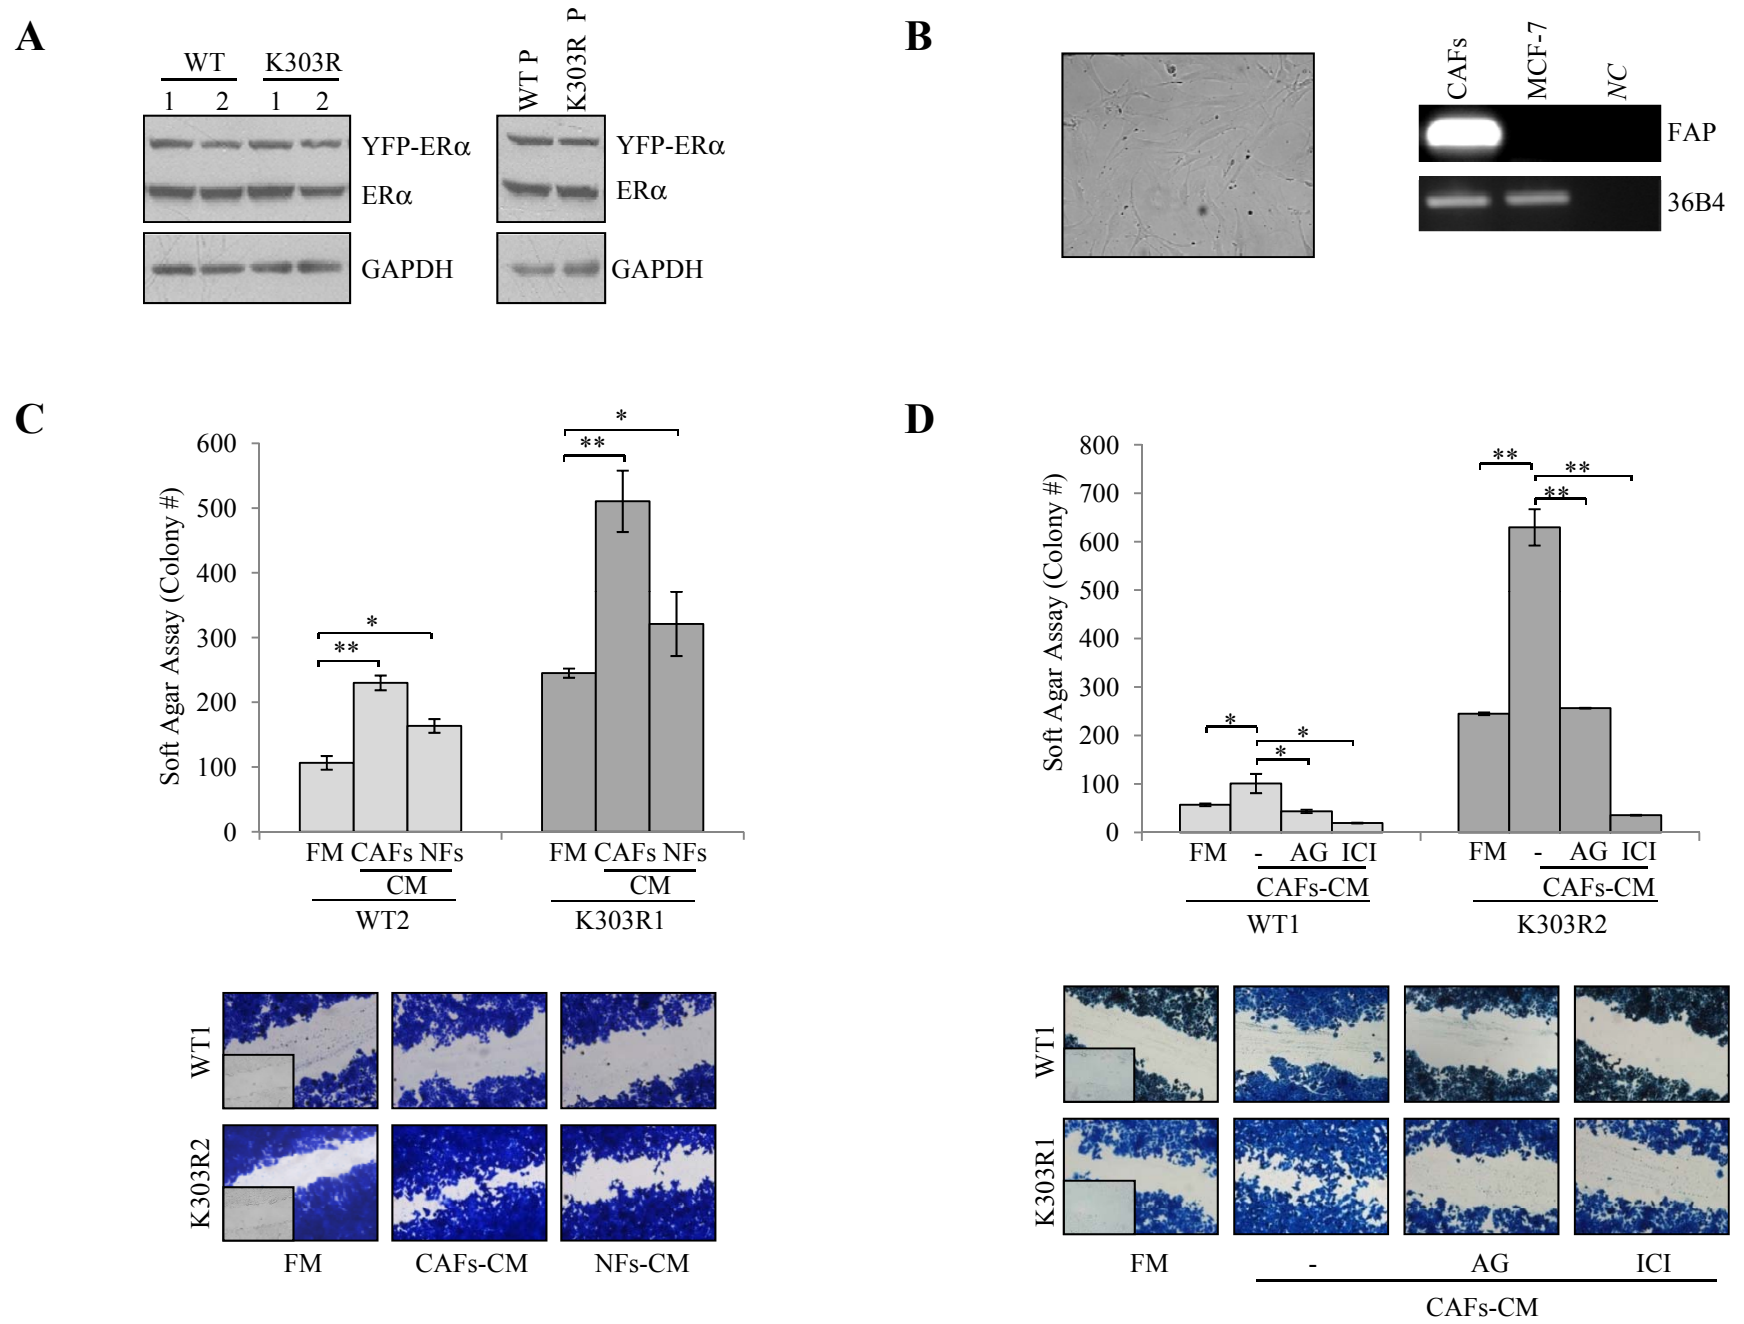 A
WT K303R
1 2 1 2
WT P
K303R P
YFP-ERα
ERα
GAPDH
YFP-ERα
ERα
GAPDH
B
CAFs
MCF-7
NC
FAP
36B4
C
Soft Agar Assay (Colony #)
600
500
400
300
200
100
0
** *
** *
FM CAFs NFs
CM
WT2
FM CAFs NFs
CM
K303R1
WT1
K303R2
FM CAFs-CM NFs-CM
D
Soft Agar Assay (Colony #)
800
700
600
500
400
300
200
100
0
* * *
** ** **
FM - AG ICI
CAFs-CM
WT1
FM - AG ICI
CAFs-CM
K303R2
WT1
K303R1
FM - AG ICI
CAFs-CM